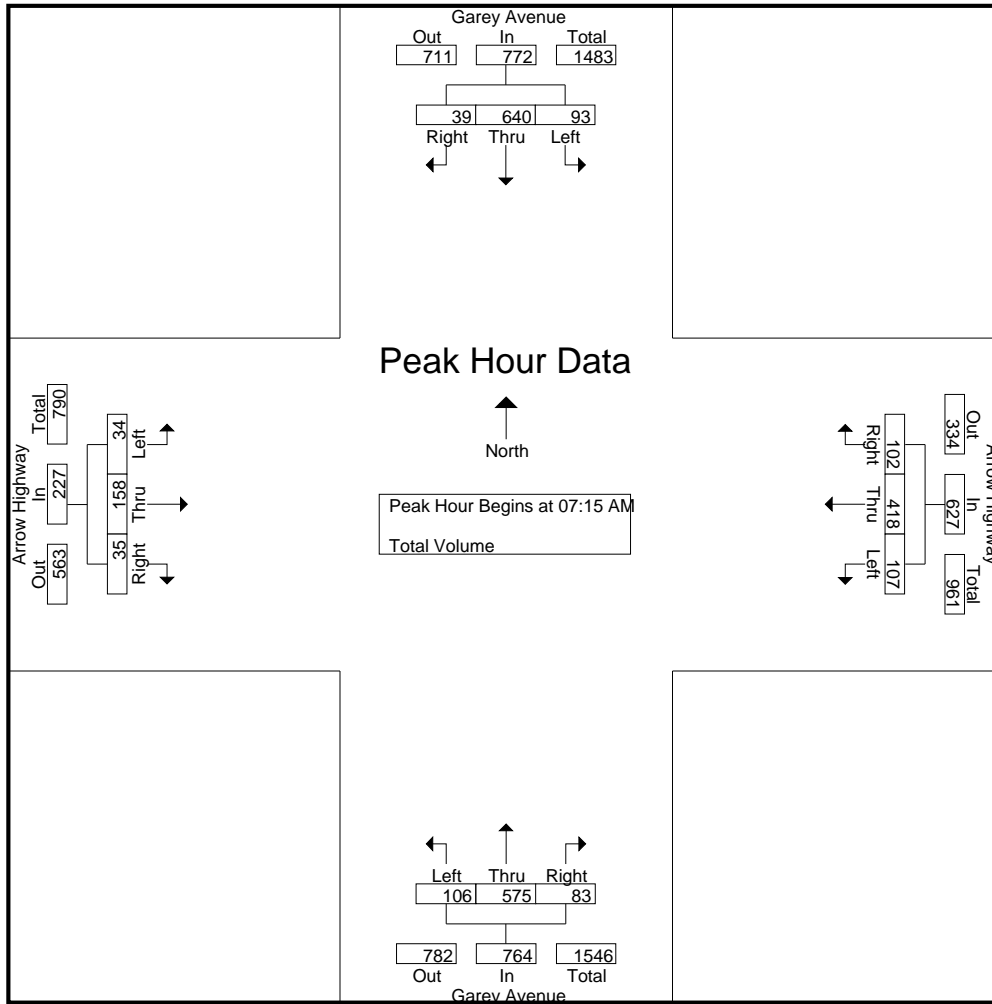 Garey Avenue
Out In Total
711 772 1483
39 640 93
Right Thru Left
Peak Hour Data
North
Peak Hour Begins at 07:15 AM
Total Volume
Arrow Highway
Total In Out
790 227 563
34 158 35
Left Thru Right
Right Thru Left
102 418 107
334 627 961
Out In Total
Arrow Highway
Left Thru Right
106 575 83
782 764 1546
Out In Total
Garey Avenue